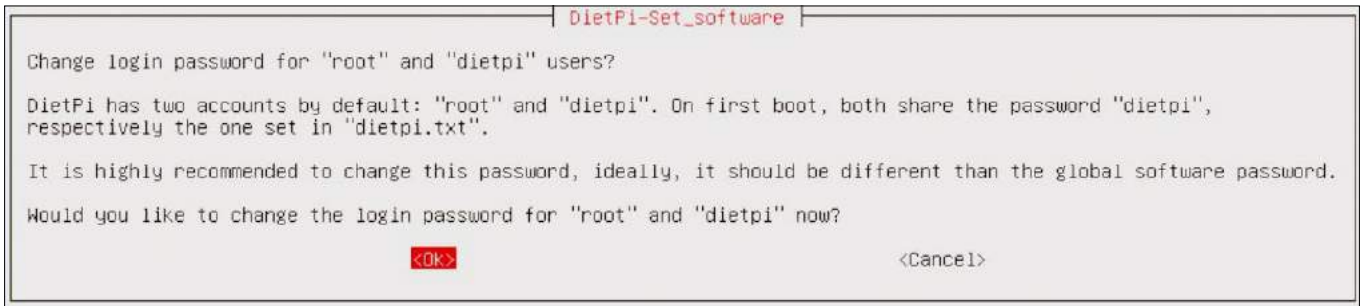 DietPi-Set_software
Change login password for "root" and "dietpi" users?
DietPi has two accounts by default: "root" and "dietpi". On first boot, both share the password "dietpi",
respectively the one set in "dietpi.txt".
It is highly recommended to change this password, ideally, it should be different than the global software password.
Would you like to change the login password for "root" and "dietpi" now?
<Ok> <Cancel>